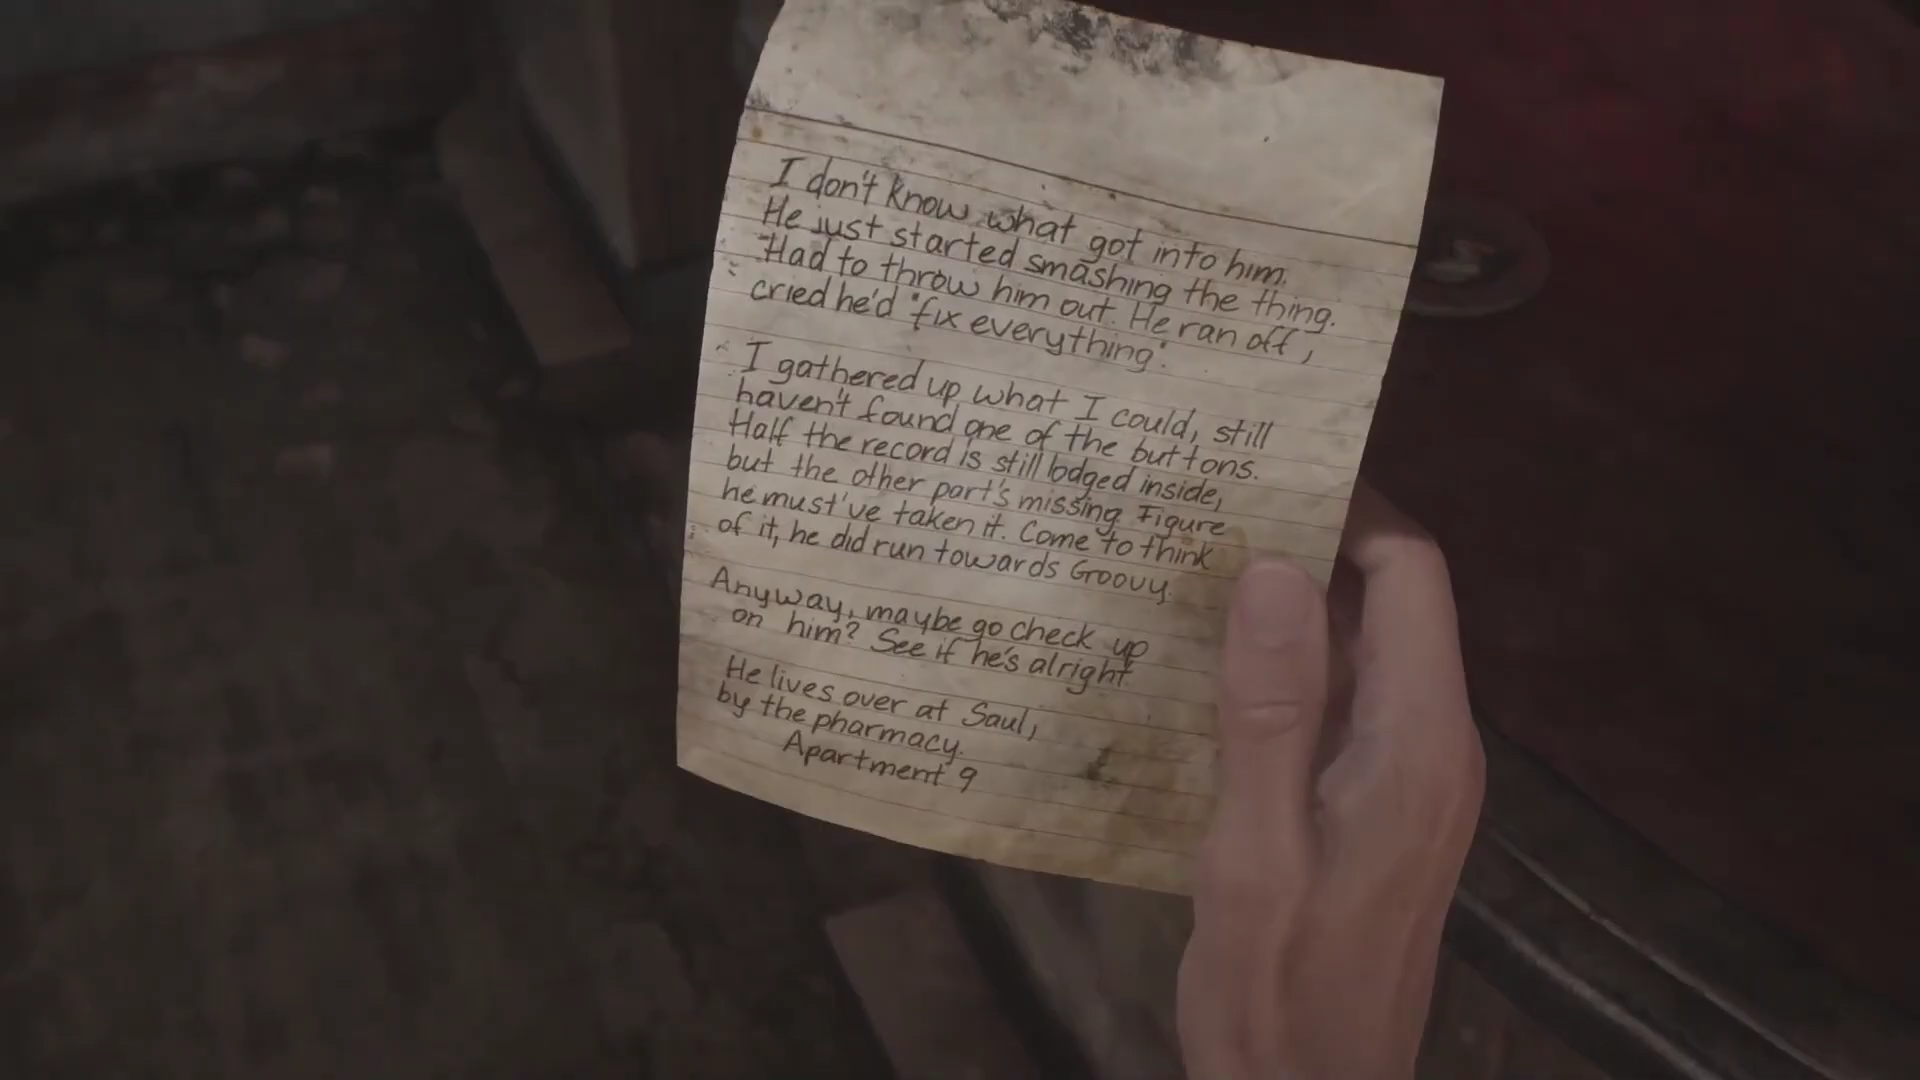 I don't know what got into him.
He just started smashing the thing.
Had to throw him out. He ran off,
cried he'd "fix everything".
I gathered up what I could, still
haven't found one of the buttons.
Half the record is still lodged inside,
but the other part's missing. Figure
he must've taken it. Come to think
of it, he did run towards Groovy.
Anyway, maybe go check up
on him? See if he's alright.
He lives over at Saul,
by the pharmacy.
Apartment 9